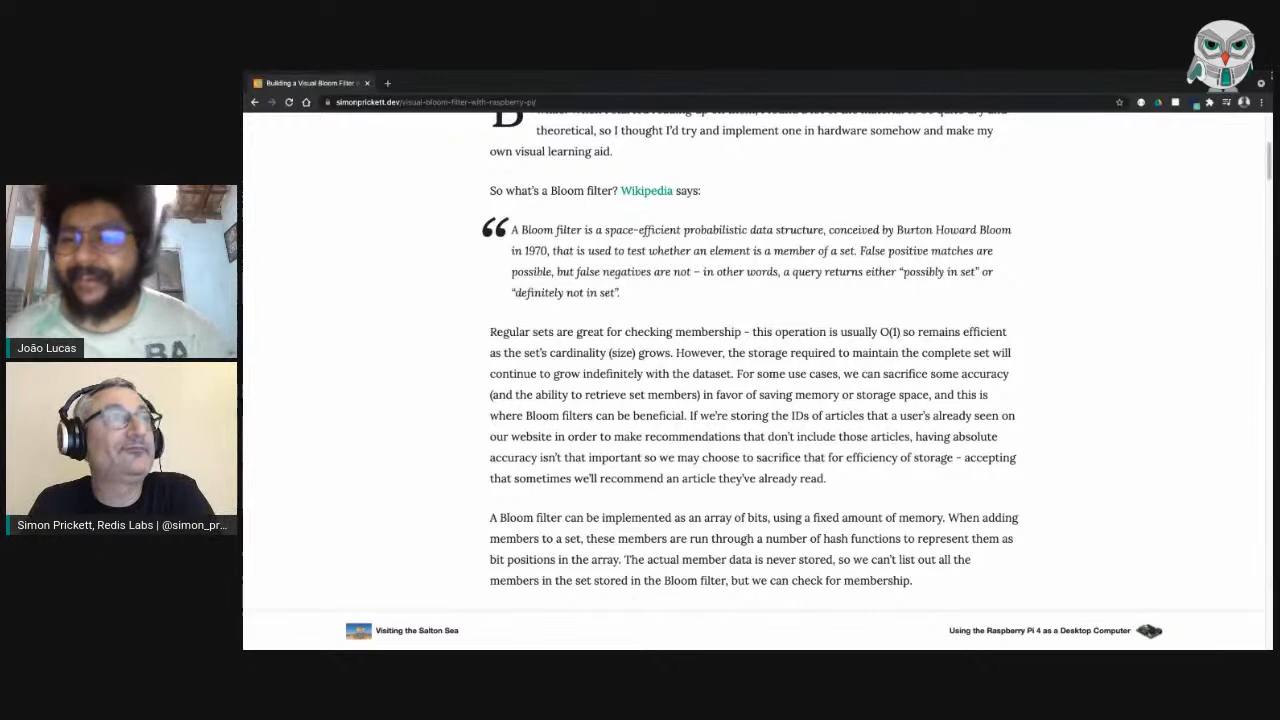 Building a Visual Bloom Filter
simonprickett.dev/visual-bloom-filter-with-raspberry-pi/
B
theoretical, so I thought I'd try and implement one in hardware somehow and make my
own visual learning aid.
So what's a Bloom filter? Wikipedia says:
“ A Bloom filter is a space-efficient probabilistic data structure, conceived by Burton Howard Bloom
in 1970, that is used to test whether an element is a member of a set. False positive matches are
possible, but false negatives are not – in other words, a query returns either “possibly in set” or
“definitely not in set”.
Regular sets are great for checking membership - this operation is usually O(1) so remains efficient
as the set's cardinality (size) grows. However, the storage required to maintain the complete set will
continue to grow indefinitely with the dataset. For some use cases, we can sacrifice some accuracy
(and the ability to retrieve set members) in favor of saving memory or storage space, and this is
where Bloom filters can be beneficial. If we're storing the IDs of articles that a user's already seen on
our website in order to make recommendations that don't include those articles, having absolute
accuracy isn't that important so we may choose to sacrifice that for efficiency of storage - accepting
that sometimes we'll recommend an article they've already read.
A Bloom filter can be implemented as an array of bits, using a fixed amount of memory. When adding
members to a set, these members are run through a number of hash functions to represent them as
bit positions in the array. The actual member data is never stored, so we can't list out all the
members in the set stored in the Bloom filter, but we can check for membership.
Visiting the Salton Sea
Using the Raspberry Pi 4 as a Desktop Computer
BA
João Lucas
Simon Prickett, Redis Labs | @simon_pr...